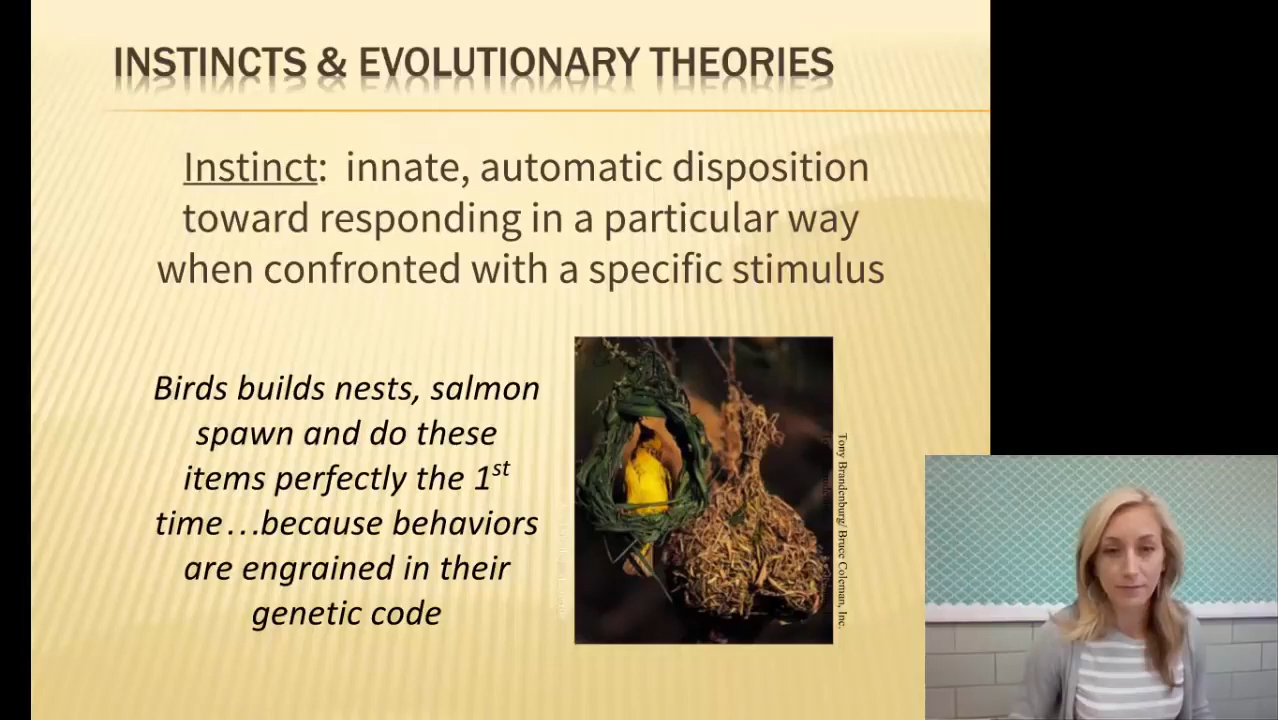 INSTINCTS & EVOLUTIONARY THEORIES
Instinct: innate, automatic disposition
toward responding in a particular way
when confronted with a specific stimulus
Birds builds nests, salmon
spawn and do these
items perfectly the 1st
time…because behaviors
are engrained in their
genetic code
Tony Brandenburg/ Bruce Coleman, Inc.